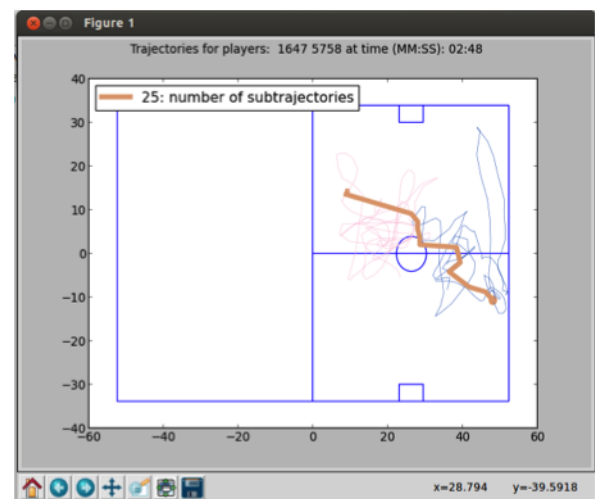 Figure 1
Trajectories for players: 1647 5758 at time (MM:SS): 02:48
25: number of subtrajectories
40
30
20
10
0
−10
−20
−30
−40
−60 −40 −20 0 20 40 60
x=28.794 y=-39.5918